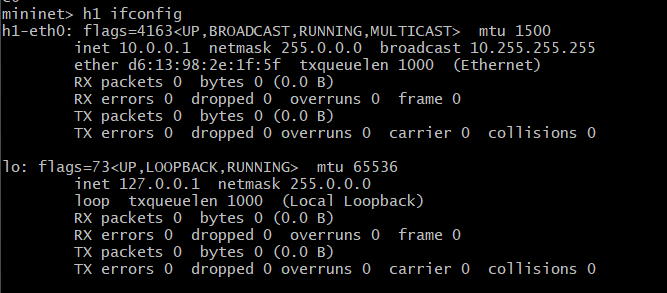 mininet> h1 ifconfig
h1-eth0: flags=4163<UP,BROADCAST,RUNNING,MULTICAST>  mtu 1500
        inet 10.0.0.1  netmask 255.0.0.0  broadcast 10.255.255.255
        ether d6:13:98:2e:1f:5f  txqueuelen 1000  (Ethernet)
        RX packets 0  bytes 0 (0.0 B)
        RX errors 0  dropped 0  overruns 0  frame 0
        TX packets 0  bytes 0 (0.0 B)
        TX errors 0  dropped 0 overruns 0  carrier 0  collisions 0

lo: flags=73<UP,LOOPBACK,RUNNING>  mtu 65536
        inet 127.0.0.1  netmask 255.0.0.0
        loop  txqueuelen 1000  (Local Loopback)
        RX packets 0  bytes 0 (0.0 B)
        RX errors 0  dropped 0  overruns 0  frame 0
        TX packets 0  bytes 0 (0.0 B)
        TX errors 0  dropped 0 overruns 0  carrier 0  collisions 0